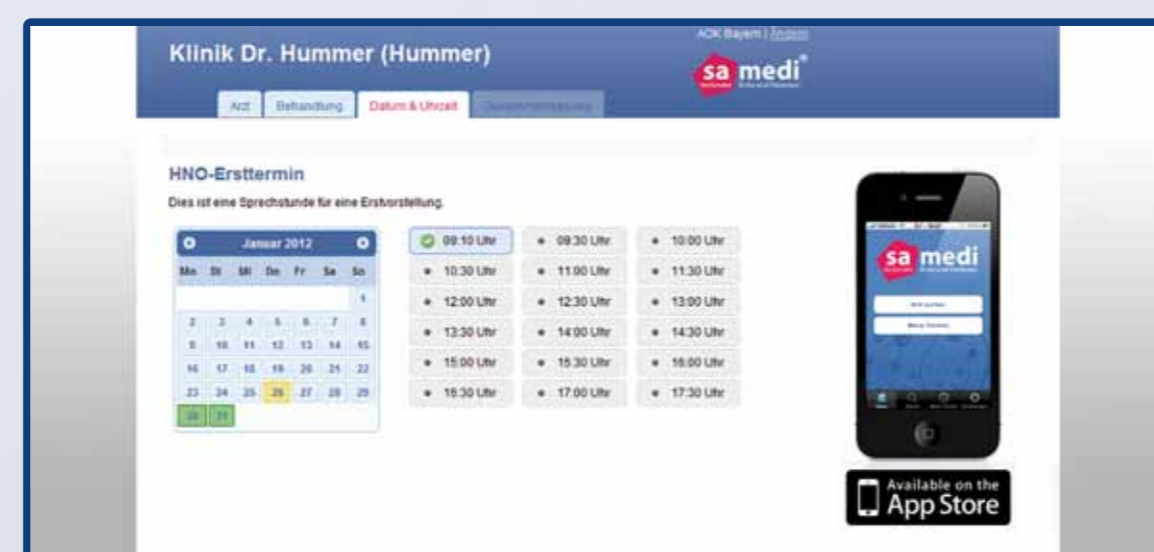 AOK Bayern | Ändern
Klinik Dr. Hummer (Hummer)
sa medi
Arzt Behandlung Datum & Uhrzeit
HNO-Ersttermin
Dies ist eine Sprechstunde für eine Erstvorstellung.
Januar 2012
Mo Di Mi Do Fr Sa So
1
2 3 4 5 6 7 8
9 10 11 12 13 14 15
16 17 18 19 20 21 22
23 24 25 26 27 28 29
30 31
09:10 Uhr 09:30 Uhr 10:00 Uhr
10:30 Uhr 11:00 Uhr 11:30 Uhr
12:00 Uhr 12:30 Uhr 13:00 Uhr
13:30 Uhr 14:00 Uhr 14:30 Uhr
15:00 Uhr 15:30 Uhr 16:00 Uhr
16:30 Uhr 17:00 Uhr 17:30 Uhr
sa medi
Available on the
App Store